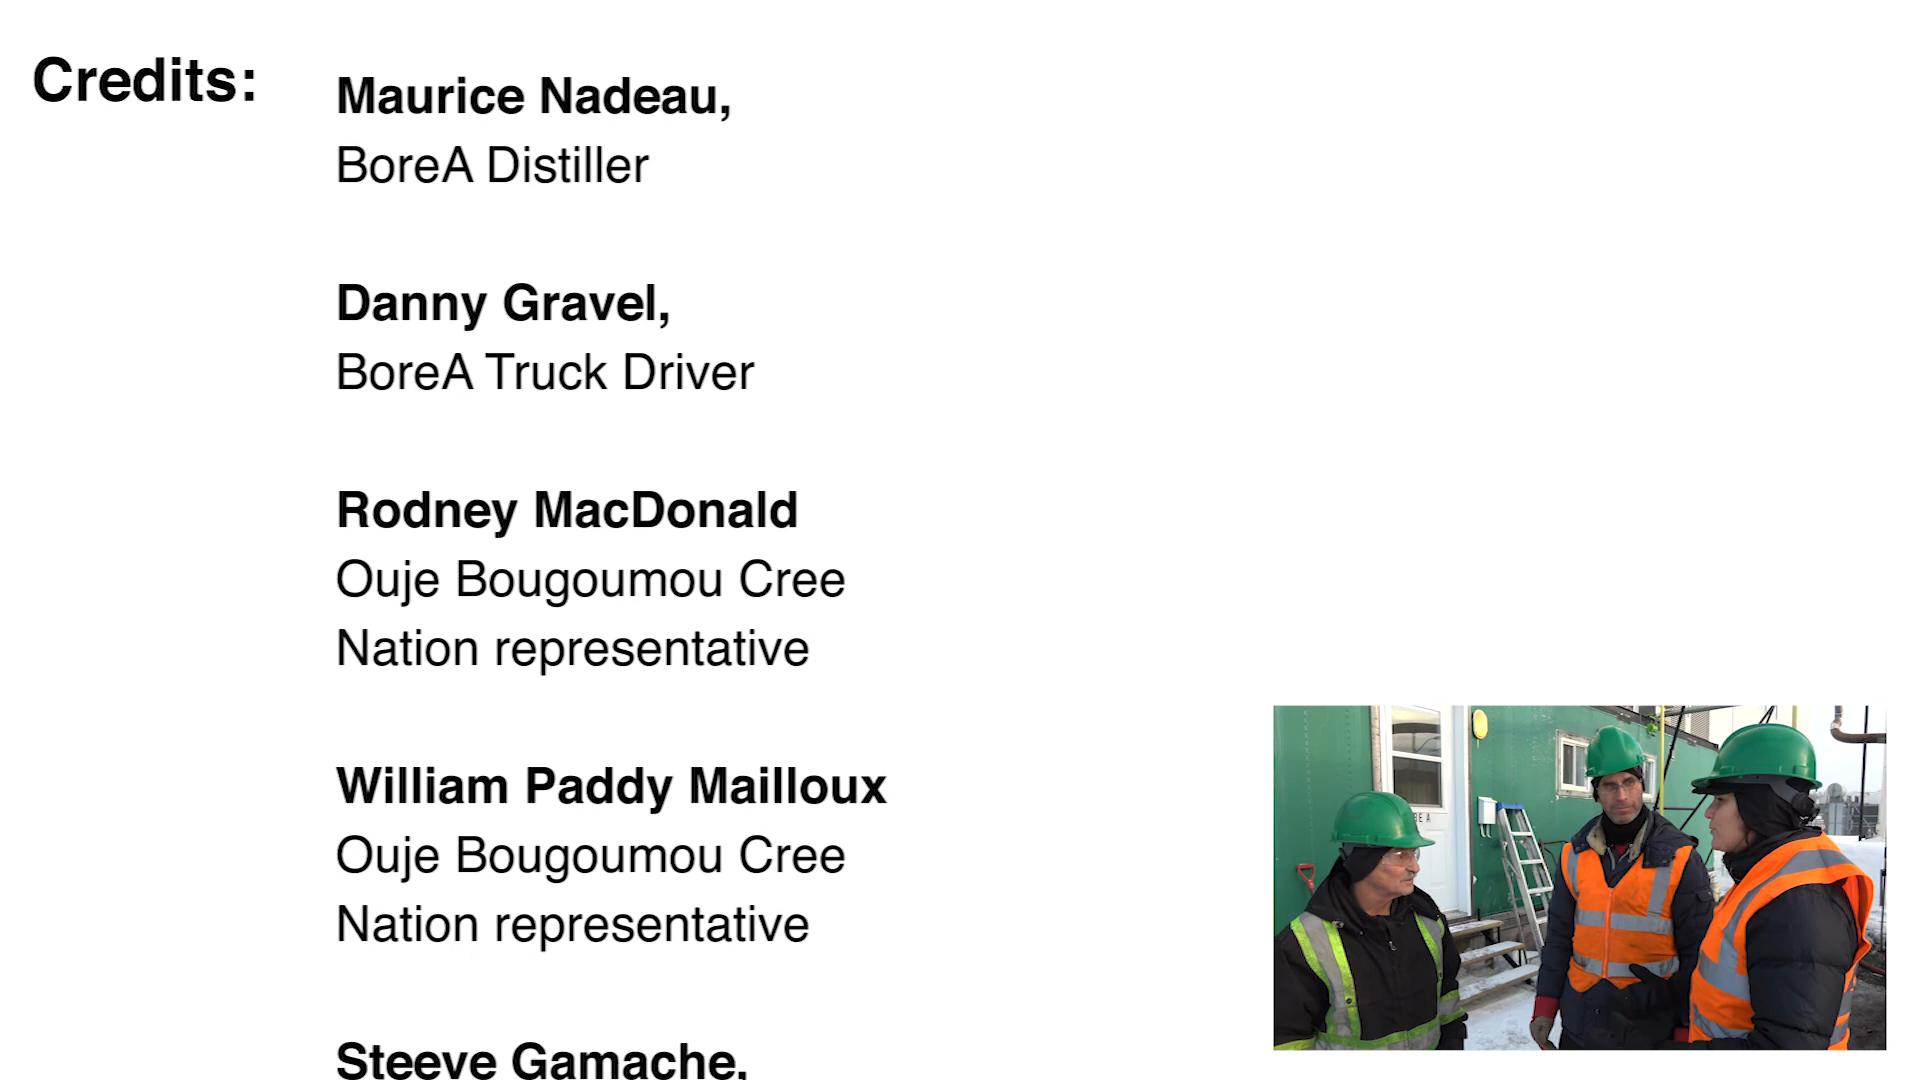 Credits:
Maurice Nadeau,
BoreA Distiller
Danny Gravel,
BoreA Truck Driver
Rodney MacDonald
Ouje Bougoumou Cree
Nation representative
William Paddy Mailloux
Ouje Bougoumou Cree
Nation representative
Steeve Gamache,